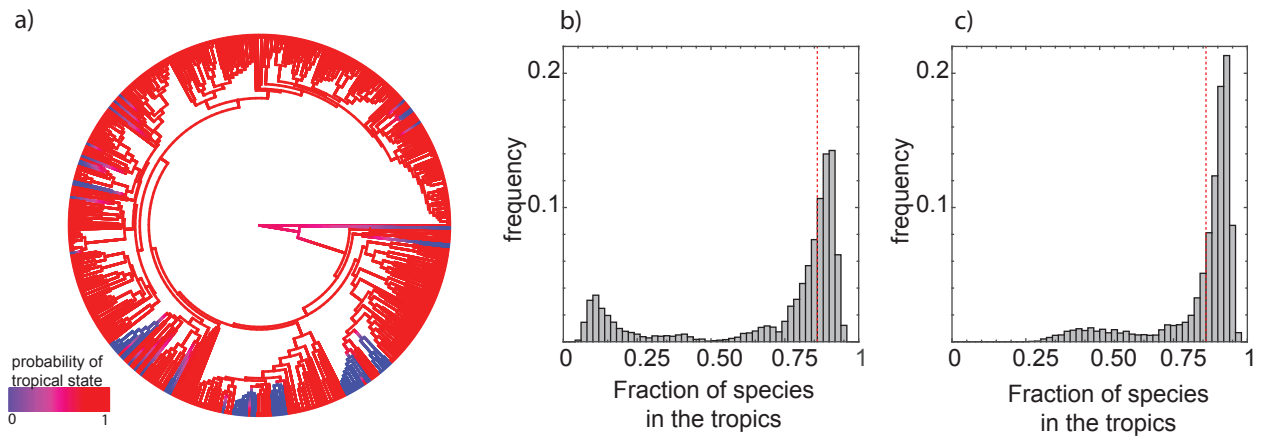 a)
probability of
tropical state
0 1
b)
frequency
0.2
0.1
0 0.25 0.50 0.75 1
Fraction of species
in the tropics
c)
frequency
0.2
0.1
0 0.25 0.50 0.75 1
Fraction of species
in the tropics